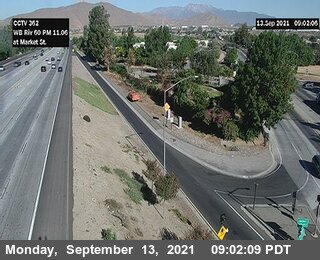 CCTV 362
WB Riv 60 PM 11.06
at Market St.
13 Sep 2021 09:02:06
Monday, September 13, 2021 09:02:09 PDT